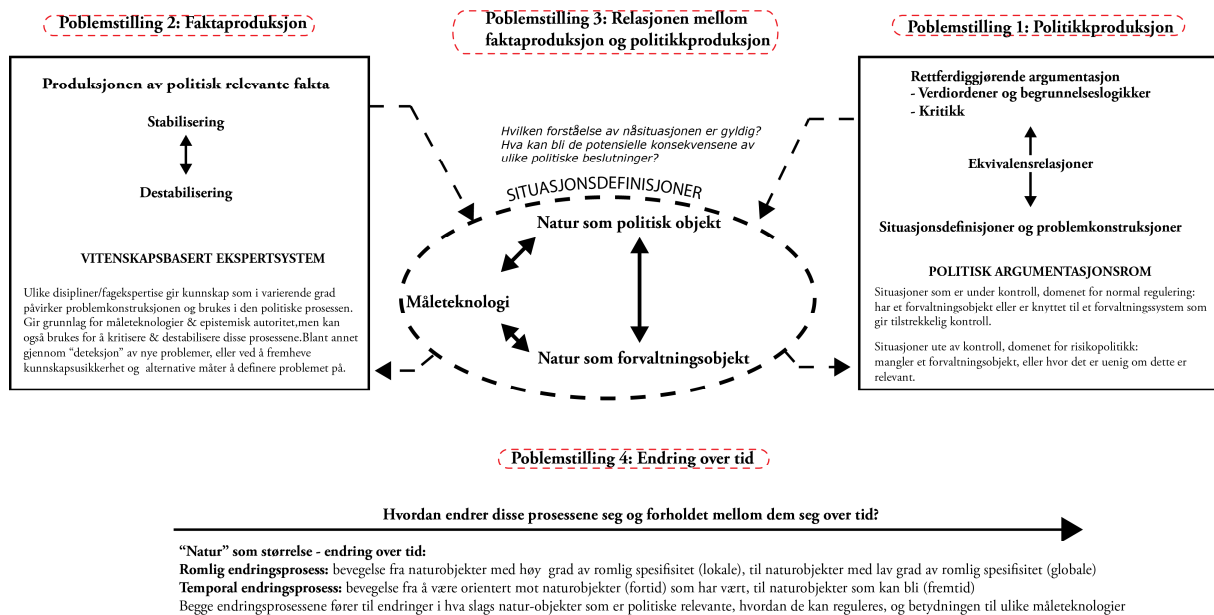 Poblemstilling 2: Faktaproduksjon
Poblemstilling 3: Relasjonen mellom
faktaproduksjon og politikkproduksjon
Poblemstilling 1: Politikkproduksjon
Produksjonen av politisk relevante fakta
Stabilisering
Destabilisering
VITENSKAPSBASERT EKSPERTSYSTEM
Ulike disipliner/fagekspertise gir kunnskap som i varierende grad
påvirker problemkonstruksjonen og brukes i den politiske prosessen.
Gir grunnlag for måleteknologier & epistemisk autoritet,men kan
også brukes for å kritisere & destabilisere disse prosessene.Blant annet
gjennom “deteksjon” av nye problemer, eller ved å fremheve
kunnskapsusikkerhet og alternative måter å definere problemet på.
Hvilken forståelse av nåsituasjonen er gyldig?
Hva kan bli de potensielle konsekvensene av
ulike politiske beslutninger?
SITUASJONSDEFINISJONER
Natur som politisk objekt
Måleteknologi
Natur som forvaltningsobjekt
Rettferdiggjørende argumentasjon
- Verdiordener og begrunnelseslogikker
- Kritikk
Ekvivalensrelasjoner
Situasjonsdefinisjoner og problemkonstruksjoner
POLITISK ARGUMENTASJONSROM
Situasjoner som er under kontroll, domenet for normal regulering:
har et forvaltningsobjekt eller er knyttet til et forvaltningssystem som
gir tilstrekkelig kontroll.
Situasjoner ute av kontroll, domenet for risikopolitikk:
mangler et forvaltningsobjekt, eller hvor det er uenig om dette er
relevant.
Poblemstilling 4: Endring over tid
Hvordan endrer disse prosessene seg og forholdet mellom dem seg over tid?
“Natur” som størrelse - endring over tid:
Romlig endringsprosess: bevegelse fra naturobjekter med høy grad av romlig spesifisitet (lokale), til naturobjekter med lav grad av romlig spesifisitet (globale)
Temporal endringsprosess: bevegelse fra å være orientert mot naturobjekter (fortid) som har vært, til naturobjekter som kan bli (fremtid)
Begge endringsprosessene fører til endringer i hva slags natur-objekter som er politiske relevante, hvordan de kan reguleres, og betydningen til ulike måleteknologier